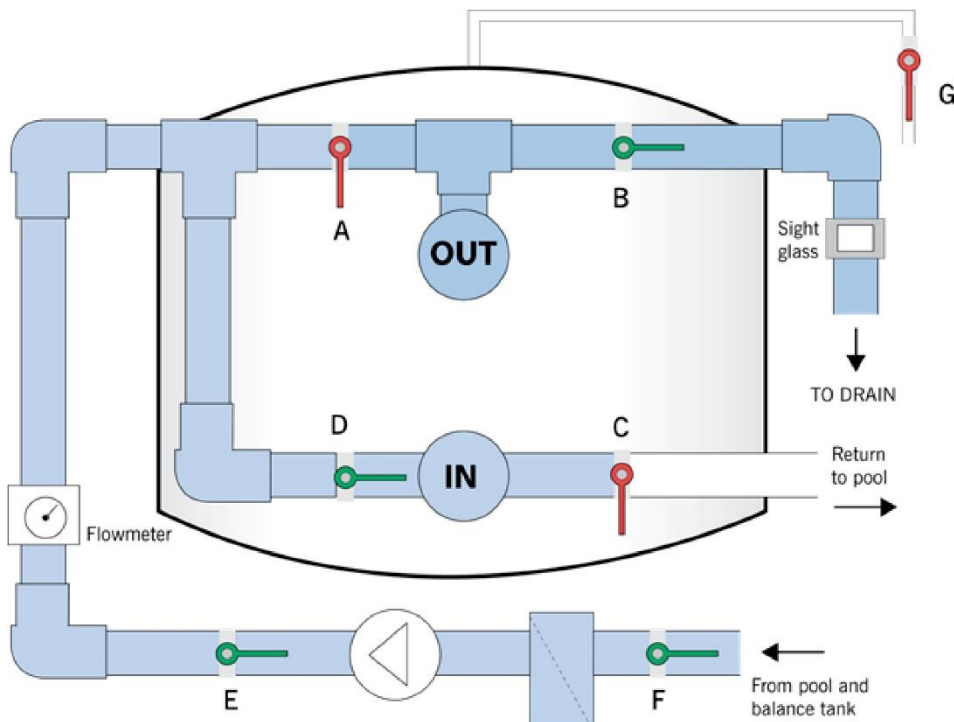 G
B
A
OUT
Sight
glass
TO DRAIN
D
C
IN
Return
to pool
Flowmeter
E
F
From pool and
balance tank